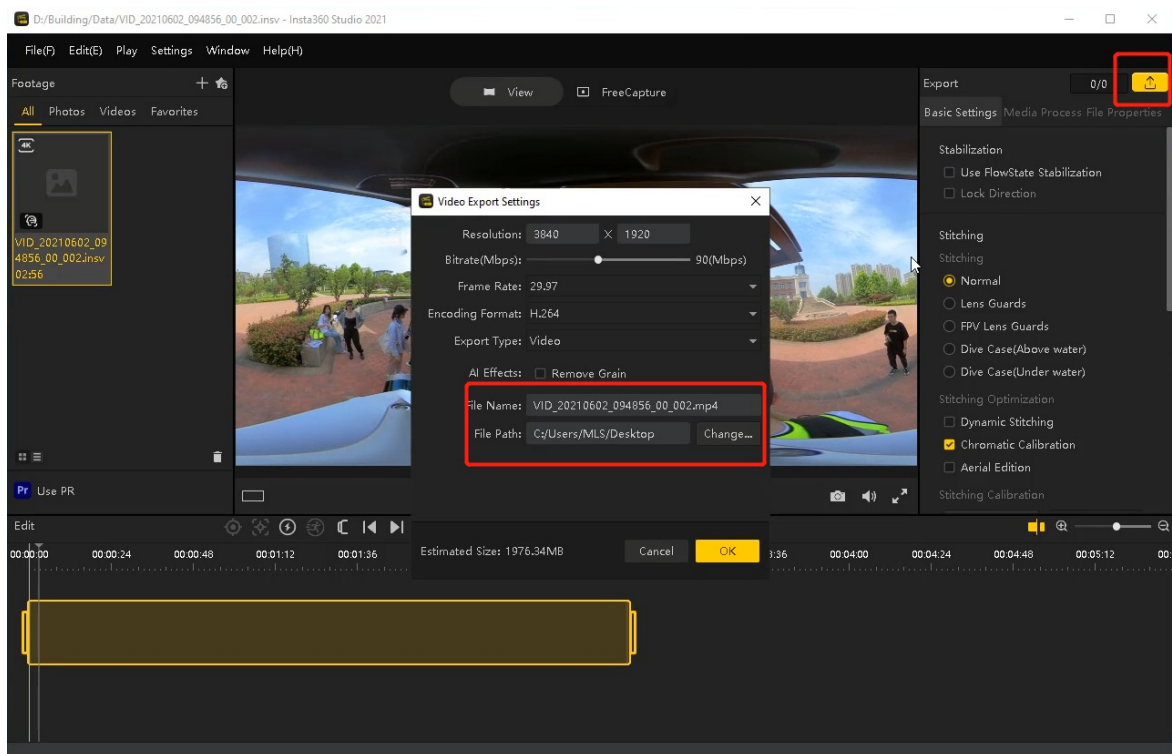 D:/Building/Data/VID_20210602_094856_00_002.insv - Insta360 Studio 2021
File(F) Edit(E) Play Settings Window Help(H)
Footage
All Photos Videos Favorites
4K
VID_20210602_09
4856_00_002.insv
02:56
Pr Use PR
View FreeCapture
Video Export Settings
Resolution: 3840 X 1920
Bitrate(Mbps): 90(Mbps)
Frame Rate: 29.97
Encoding Format: H.264
Export Type: Video
AI Effects: Remove Grain
File Name: VID_20210602_094856_00_002.mp4
File Path: C:/Users/MLS/Desktop Change...
Estimated Size: 1976.34MB Cancel OK
Export 0/0
Basic Settings Media Process File Properties
Stabilization
Use FlowState Stabilization
Lock Direction
Stitching
Stitching
Normal
Lens Guards
FPV Lens Guards
Dive Case(Above water)
Dive Case(Under water)
Stitching Optimization
Dynamic Stitching
Chromatic Calibration
Aerial Edition
Stitching Calibration
Edit
00:00:00 00:00:24 00:00:48 00:01:12 00:01:36 3:36 00:04:00 00:04:24 00:04:48 00:05:12 00: